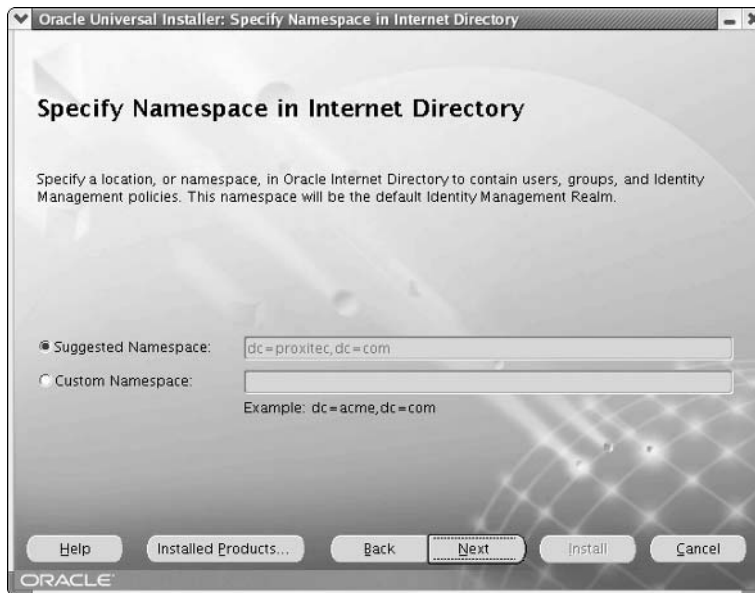 Oracle Universal Installer: Specify Namespace in Internet Directory
Specify Namespace in Internet Directory
Specify a location, or namespace, in Oracle Internet Directory to contain users, groups, and Identity
Management policies. This namespace will be the default Identity Management Realm.
Suggested Namespace:
dc=proxitec,dc=com
Custom Namespace:
Example: dc=acme,dc=com
Help
Installed Products...
Back
Next
Install
Cancel
ORACLE